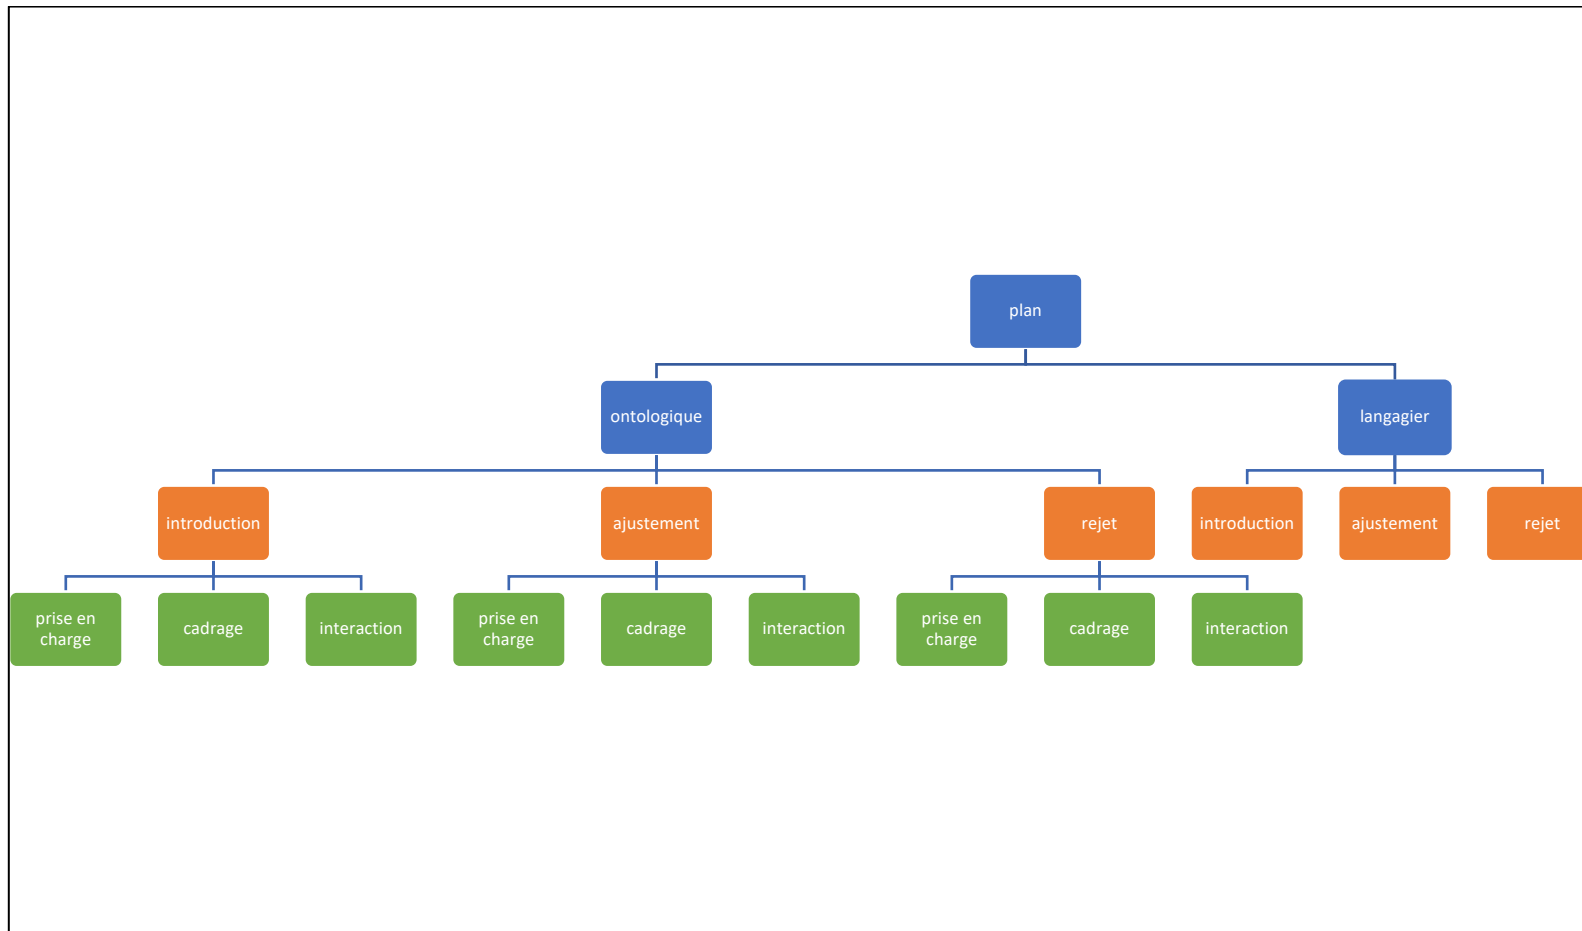 plan
ontologique
langagier
introduction
ajustement
rejet
introduction
ajustement
rejet
prise en
charge
cadrage
interaction
prise en
charge
cadrage
interaction
prise en
charge
cadrage
interaction